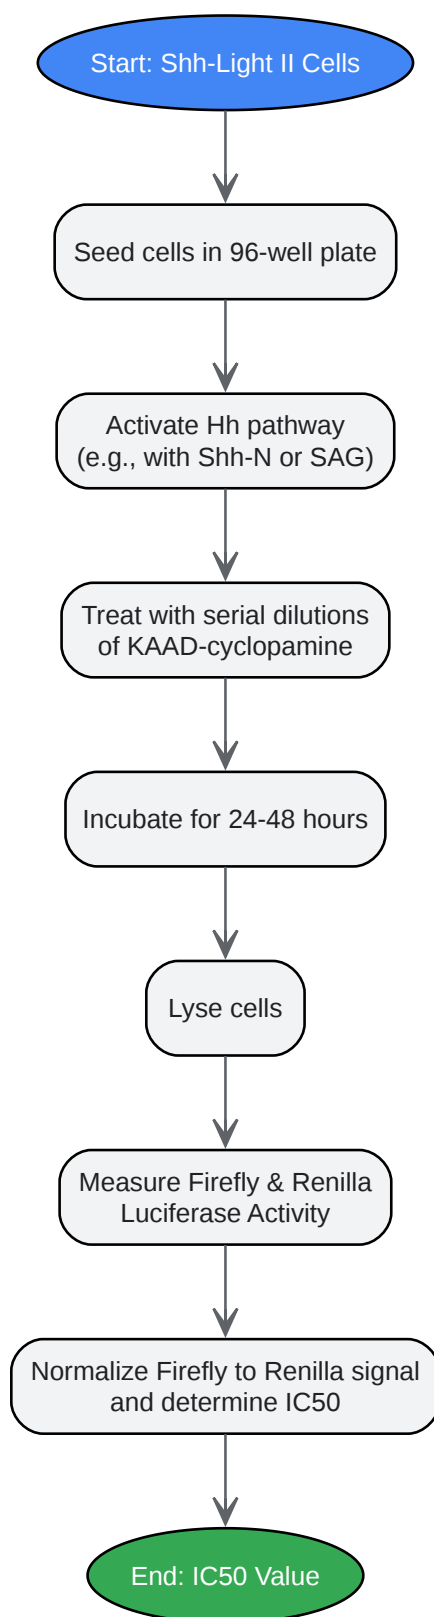 Start: Shh-Light II Cells
Seed cells in 96-well plate
Activate Hh pathway
(e.g., with Shh-N or SAG)
Treat with serial dilutions
of KAAD-cyclopamine
Incubate for 24-48 hours
Lyse cells
Measure Firefly & Renilla
Luciferase Activity
Normalize Firefly to Renilla signal
and determine IC50
End: IC50 Value